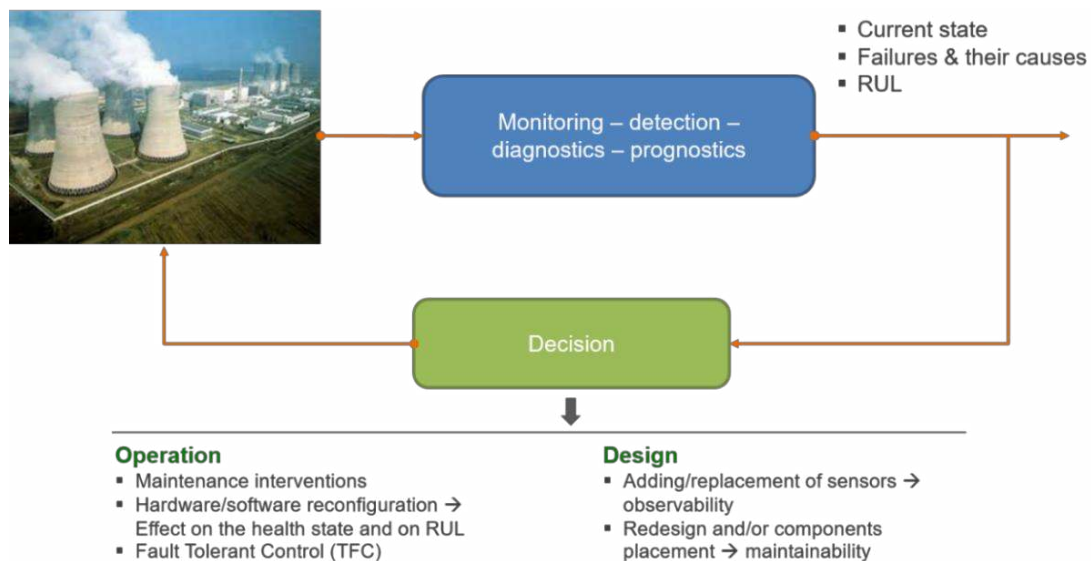 ▪ Current state
▪ Failures & their causes
▪ RUL
Monitoring – detection –
diagnostics – prognostics
Decision
Operation
▪ Maintenance interventions
▪ Hardware/software reconfiguration →
Effect on the health state and on RUL
▪ Fault Tolerant Control (TFC)
Design
▪ Adding/replacement of sensors →
observability
▪ Redesign and/or components
placement → maintainability